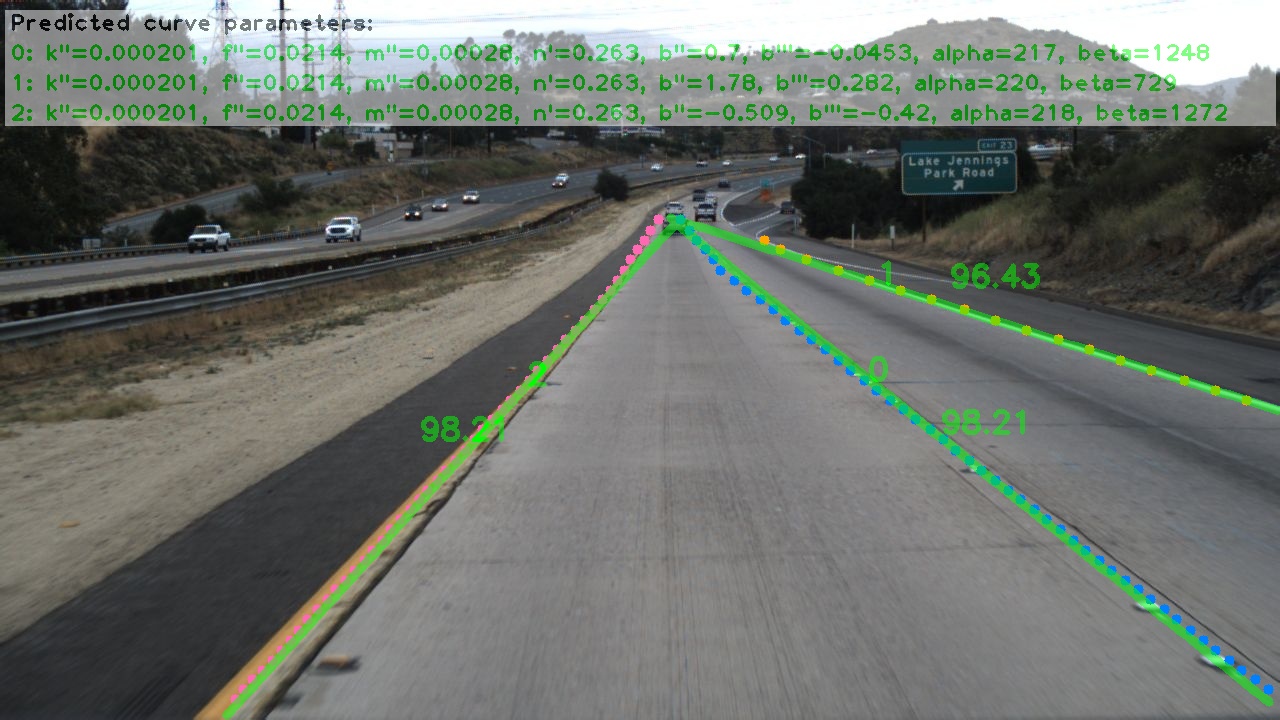 Predicted curve parameters:
0: k''=0.000201, f''=0.0214, m''=0.00028, n'=0.263, b''=0.7, b'''=-0.0453, alpha=217, beta=1248
1: k''=0.000201, f''=0.0214, m''=0.00028, n'=0.263, b''=1.78, b'''=0.282, alpha=220, beta=729
2: k''=0.000201, f''=0.0214, m''=0.00028, n'=0.263, b''=-0.509, b'''=-0.42, alpha=218, beta=1272
EXIT 23
Lake Jennings
Park Road
1 96.43
2
0
98.21
98.21